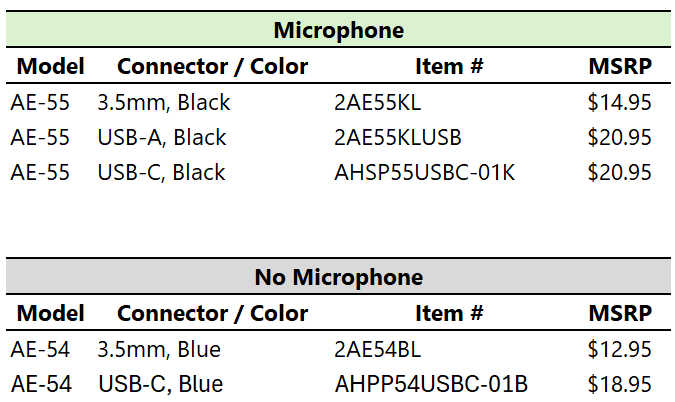 Microphone
Model Connector / Color Item # MSRP
AE-55 3.5mm, Black 2AE55KL $14.95
AE-55 USB-A, Black 2AE55KLUSB $20.95
AE-55 USB-C, Black AHSP55USBC-01K $20.95
No Microphone
Model Connector / Color Item # MSRP
AE-54 3.5mm, Blue 2AE54BL $12.95
AE-54 USB-C, Blue AHPP54USBC-01B $18.95